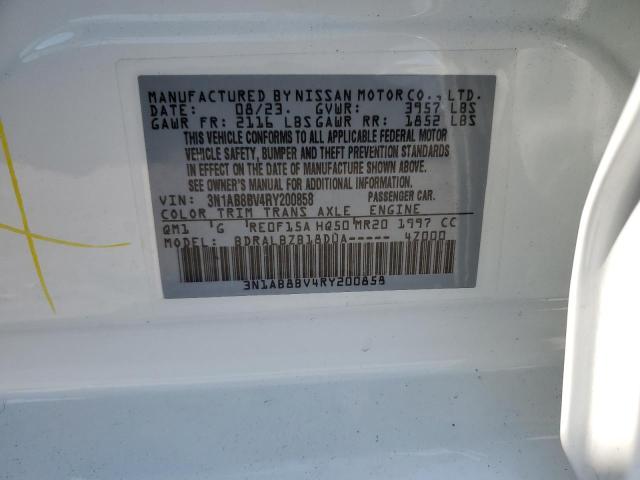 MANUFACTURED BY NISSAN MOTOR CO., LTD.
DATE: 08/23. GVWR: 3957 LBS
GAWR FR: 2116 LBS GAWR RR: 1852 LBS
THIS VEHICLE CONFORMS TO ALL APPLICABLE FEDERAL MOTOR
VEHICLE SAFETY, BUMPER AND THEFT PREVENTION STANDARDS
IN EFFECT ON THE DATE OF MANUFACTURE SHOWN ABOVE.
SEE OWNER'S MANUAL FOR ADDITIONAL INFORMATION.
VIN: 3N1AB8BV4RY200858 PASSENGER CAR.
COLOR TRIM TRANS AXLE ENGINE
QM1 'G RE0F15A HQ50 MR20 1997 CC
MODEL: BDRALBZB18DUA----- 47000
3N1AB8BV4RY200858